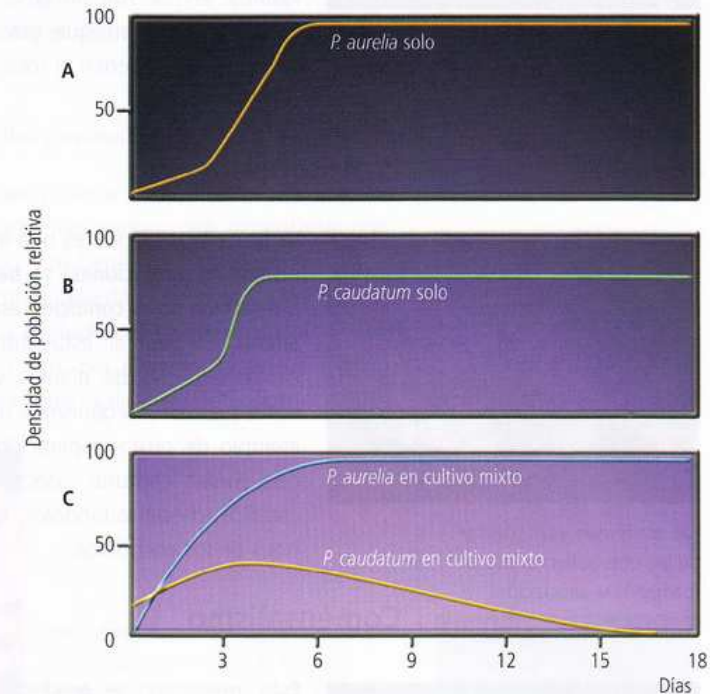 100
P. aurelia solo
A
50
Densidad de población relativa
100
B
P. caudatum solo
50
100
P. aurelia en cultivo mixto
C
50
P. caudatum en cultivo mixto
0
3 6 9 12 15 18
Días